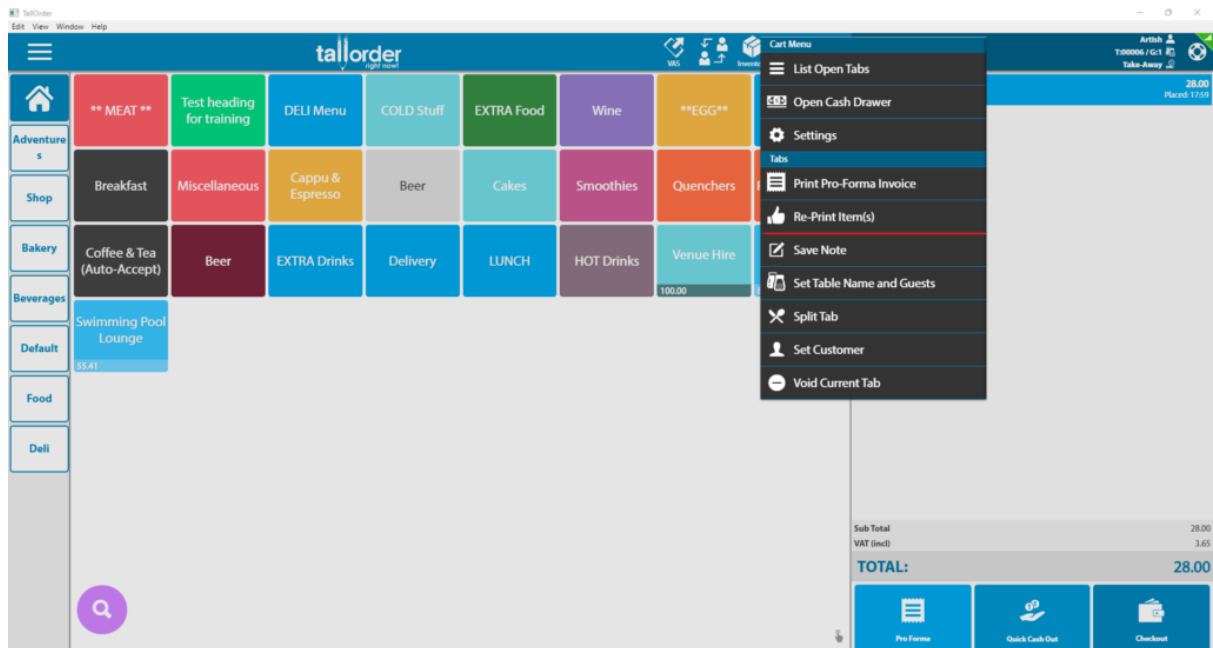 TallOrder
Edit View Window Help
tallorder
right now!
VAS
Artish
T:00006 / G:1
Take-Away
Cart Menu
List Open Tabs
Open Cash Drawer
Settings
Tabs
Print Pro-Forma Invoice
Re-Print Item(s)
Save Note
Set Table Name and Guests
Split Tab
Set Customer
Void Current Tab
28.00
Placed: 17:59
Adventure
s
Shop
Bakery
Beverages
Default
Food
Deli
** MEAT **
Test heading
for training
DELI Menu
COLD Stuff
EXTRA Food
Wine
**EGG**
Breakfast
Miscellaneous
Cappu &
Espresso
Beer
Cakes
Smoothies
Quenchers
Coffee & Tea
(Auto-Accept)
Beer
EXTRA Drinks
Delivery
LUNCH
HOT Drinks
Venue Hire
100.00
Swimming Pool
Lounge
55.41
Sub Total 28.00
VAT (incl) 3.65
TOTAL: 28.00
Pro Forma
Quick Cash Out
Checkout